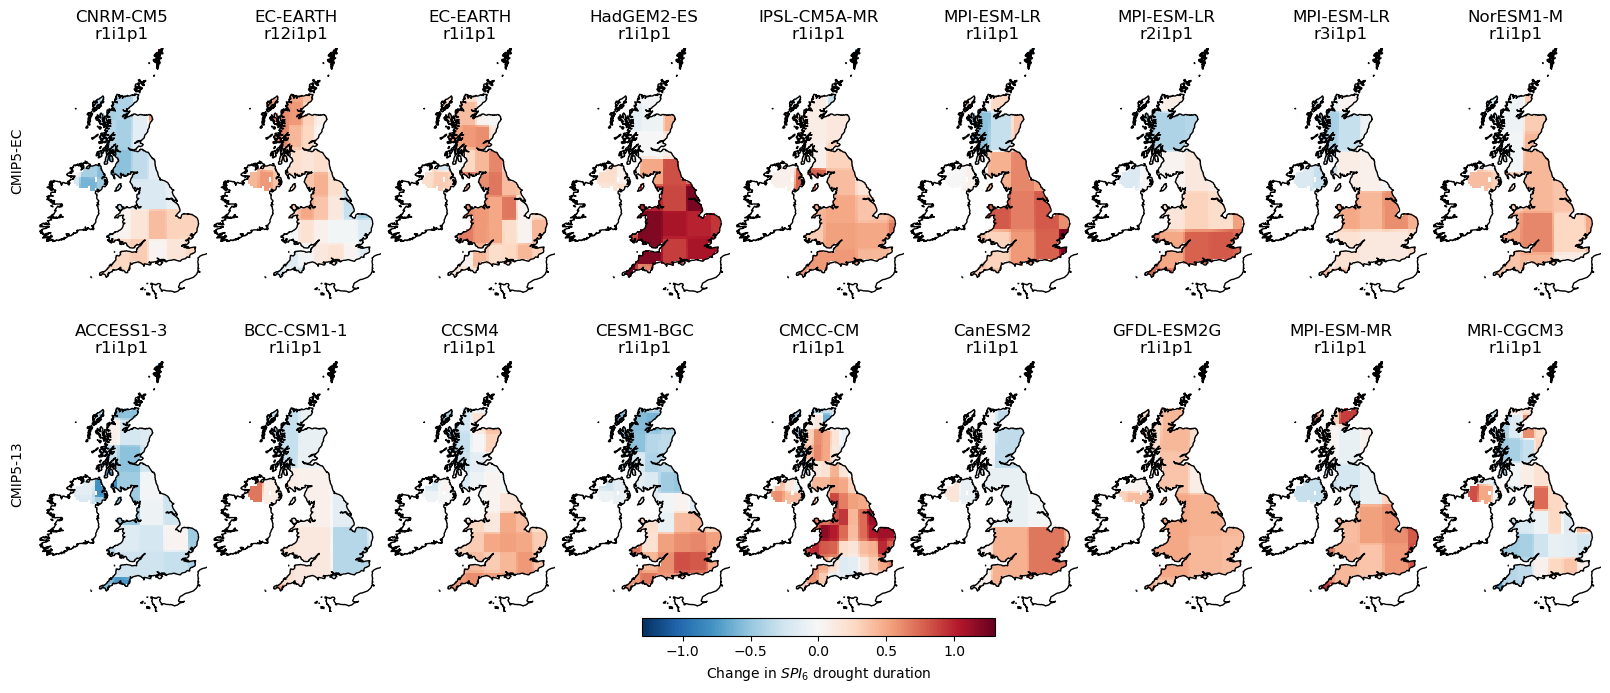 CNRM-CM5
r1i1p1
EC-EARTH
r12i1p1
EC-EARTH
r1i1p1
HadGEM2-ES
r1i1p1
IPSL-CM5A-MR
r1i1p1
MPI-ESM-LR
r1i1p1
MPI-ESM-LR
r2i1p1
MPI-ESM-LR
r3i1p1
NorESM1-M
r1i1p1
CMIP5-EC
ACCESS1-3
r1i1p1
BCC-CSM1-1
r1i1p1
CCSM4
r1i1p1
CESM1-BGC
r1i1p1
CMCC-CM
r1i1p1
CanESM2
r1i1p1
GFDL-ESM2G
r1i1p1
MPI-ESM-MR
r1i1p1
MRI-CGCM3
r1i1p1
CMIP5-13
−1.0 −0.5 0.0 0.5 1.0
Change in SPI₆ drought duration